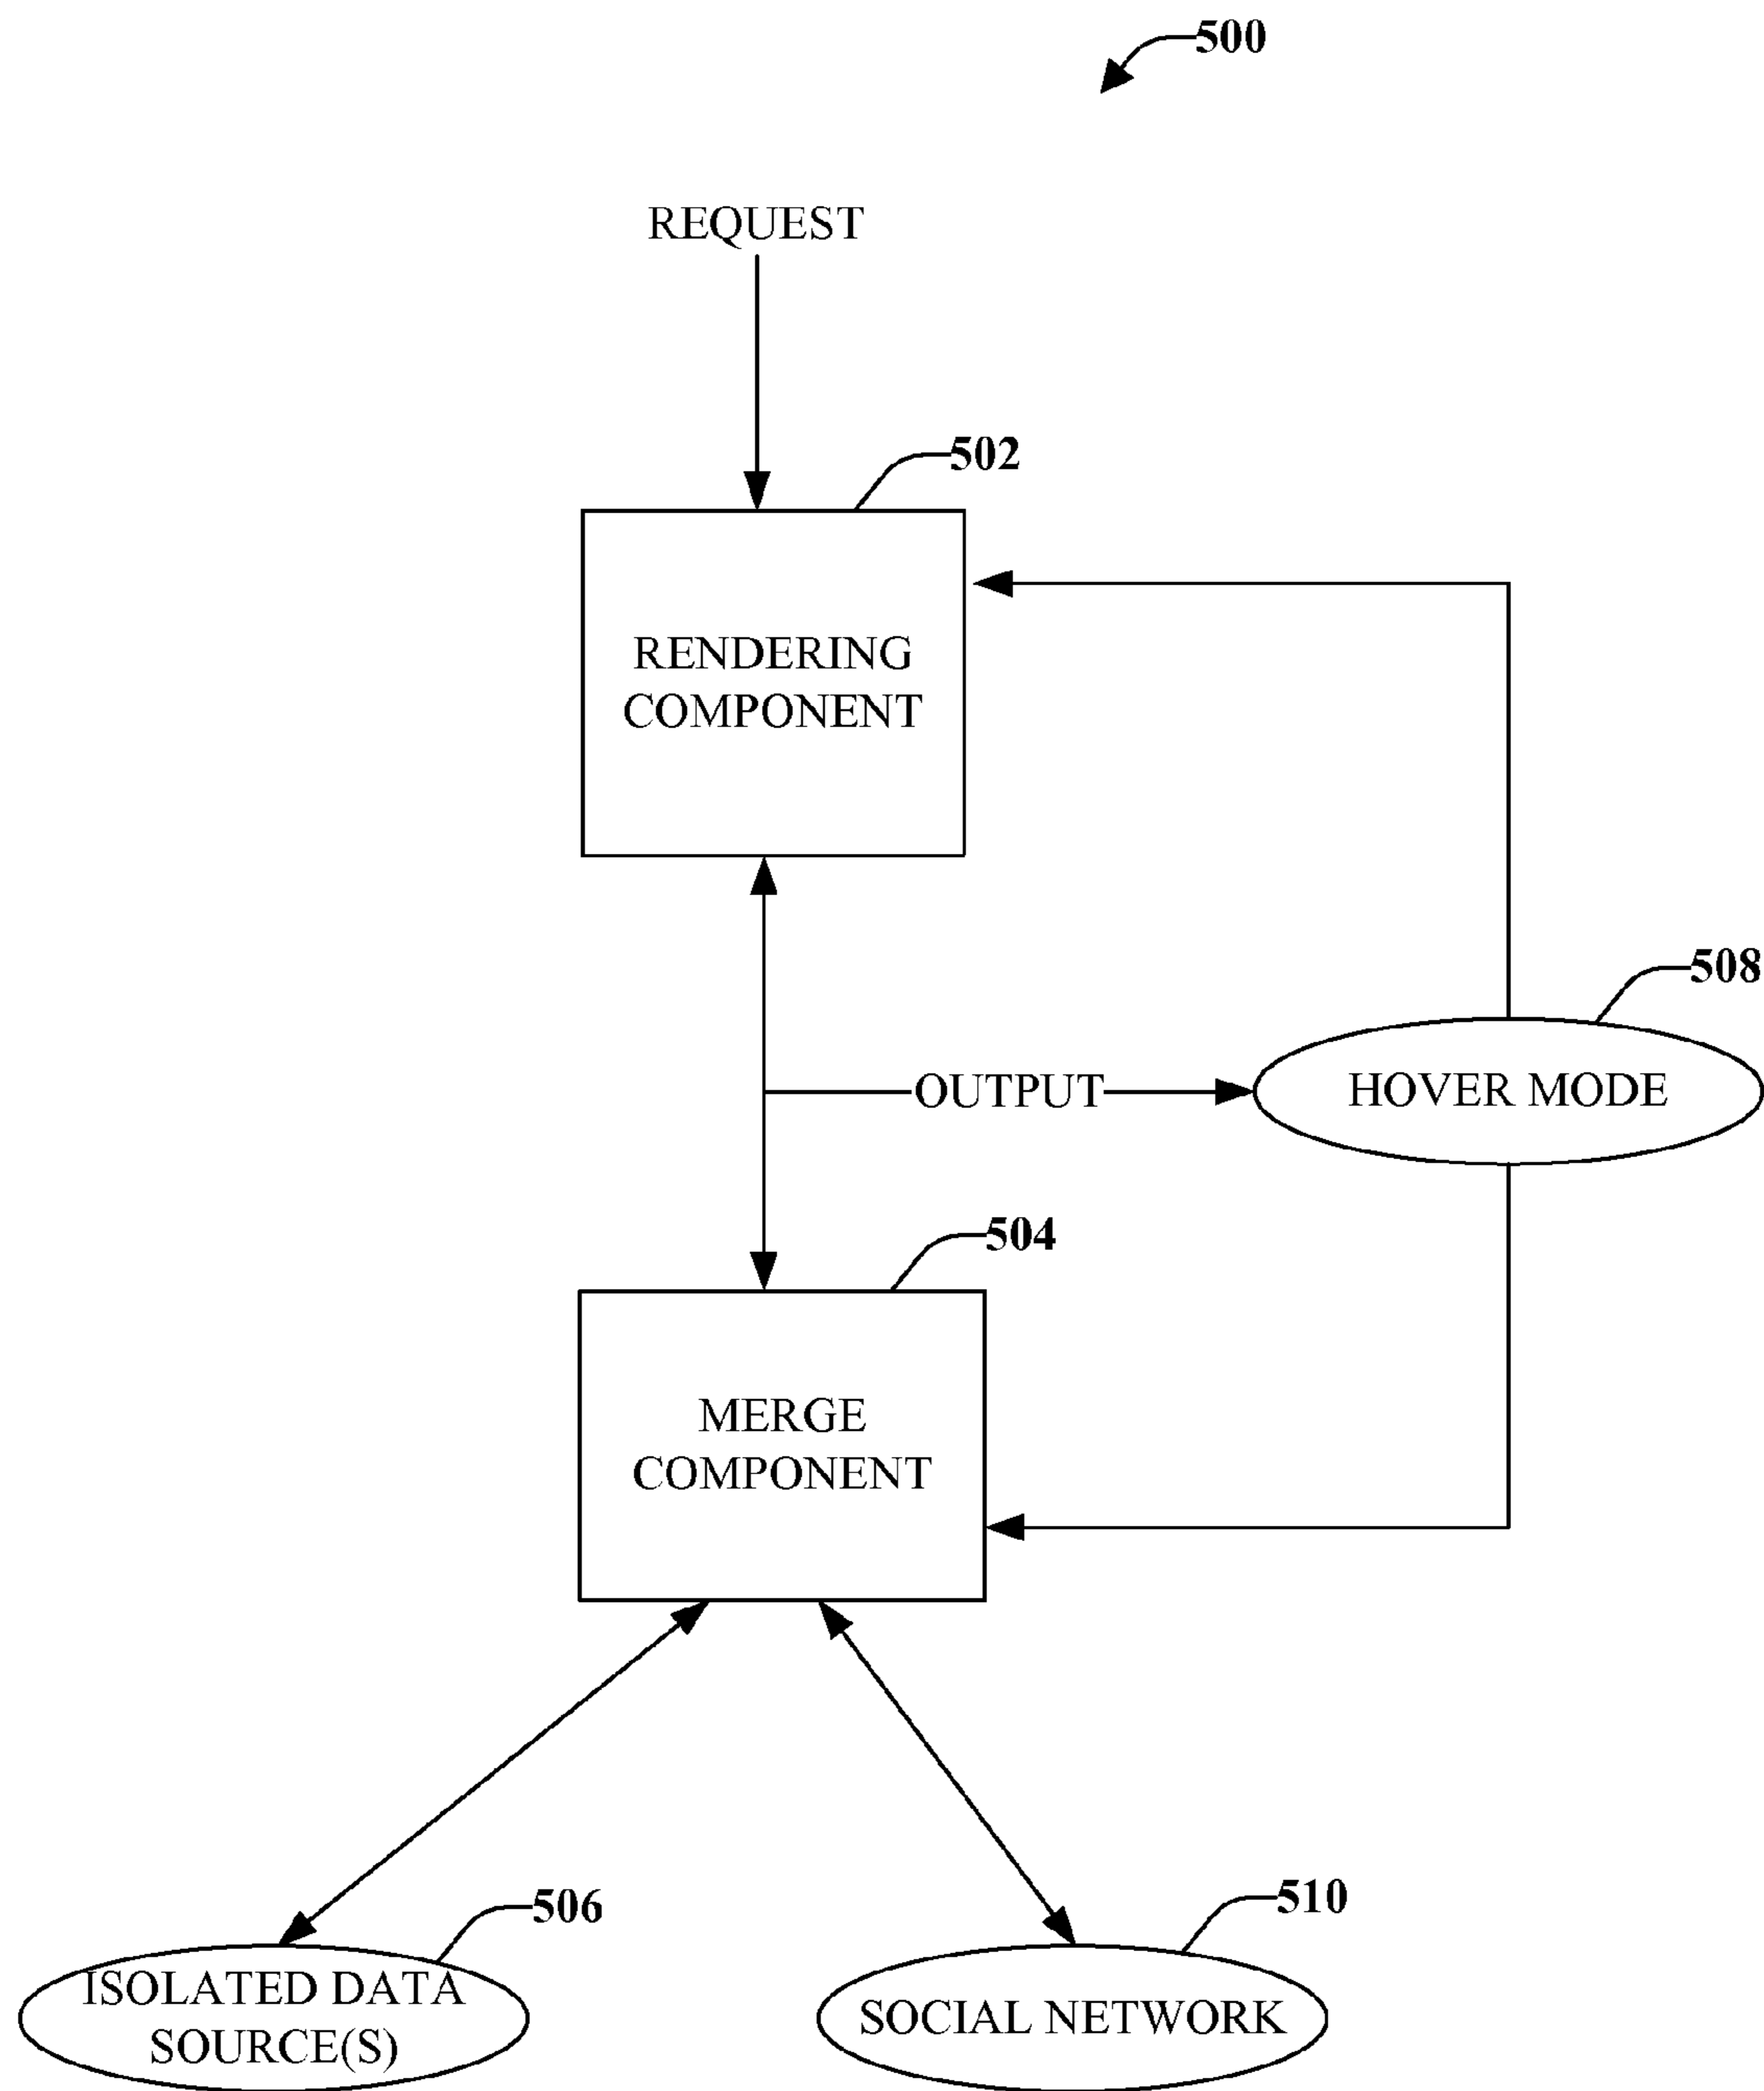 500
REQUEST
502
RENDERING
COMPONENT
508
OUTPUT
HOVER MODE
504
MERGE
COMPONENT
506
510
ISOLATED DATA
SOURCE(S)
SOCIAL NETWORK